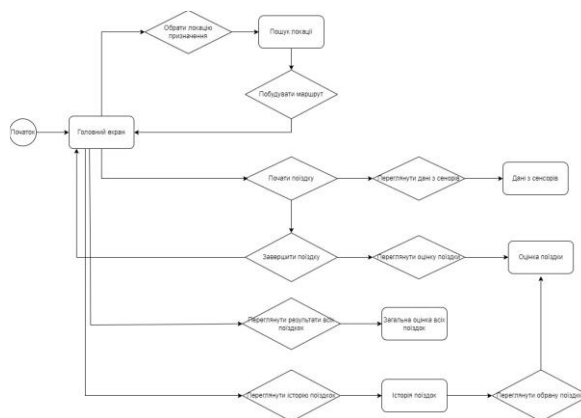 Обрати локацію
призначення
Пошук локації
Побудувати маршрут
Початок
Головний екран
Почати поїздку
Переглянути дані з сенорів
Дані з сенсорів
Завершити поїздку
Переглянути оцінку поїздки
Оцінка поїздки
Переглянути результати всіх
поїздок
Загальна оцінка всіх
поїздок
Переглянути історію поїздок
Історія поїздок
Переглянути обрану поїздку